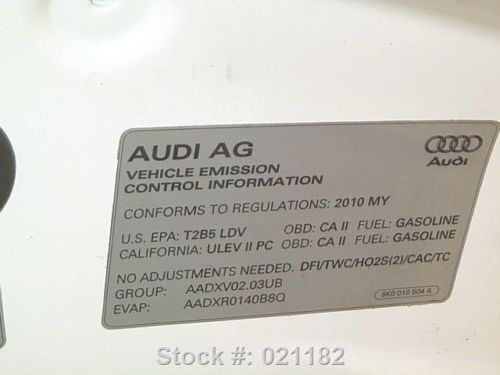 AUDI AG
Audi
VEHICLE EMISSION
CONTROL INFORMATION
CONFORMS TO REGULATIONS: 2010 MY
U.S. EPA: T2B5 LDV OBD: CA II FUEL: GASOLINE
CALIFORNIA: ULEV II PC OBD: CA II FUEL: GASOLINE
NO ADJUSTMENTS NEEDED. DFI/TWC/HO2S(2)/CAC/TC
GROUP: AADXV02.03UB
EVAP: AADXR0140B8Q
8K0 010 504 A
Stock #: 021182